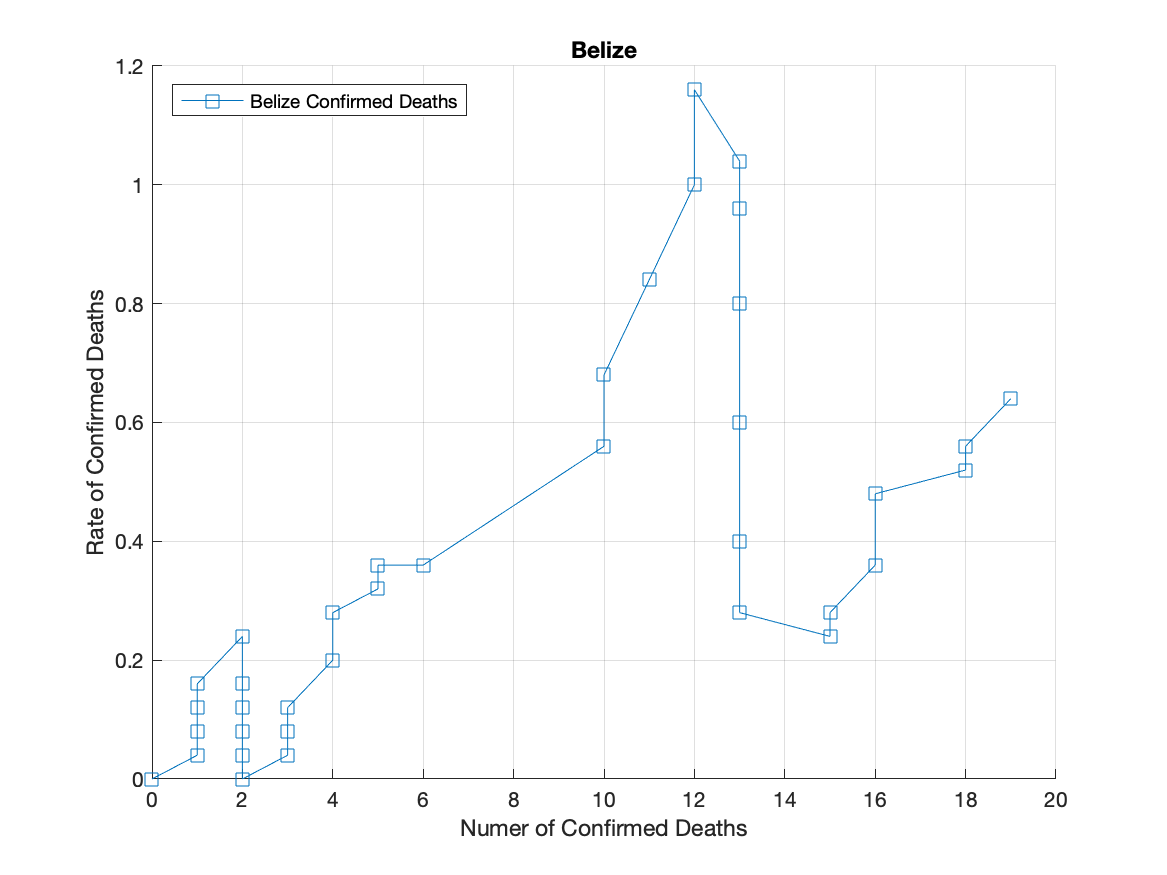 Belize
Belize Confirmed Deaths
1.2
1
0.8
0.6
0.4
0.2
0
Rate of Confirmed Deaths
0 2 4 6 8 10 12 14 16 18 20
Numer of Confirmed Deaths